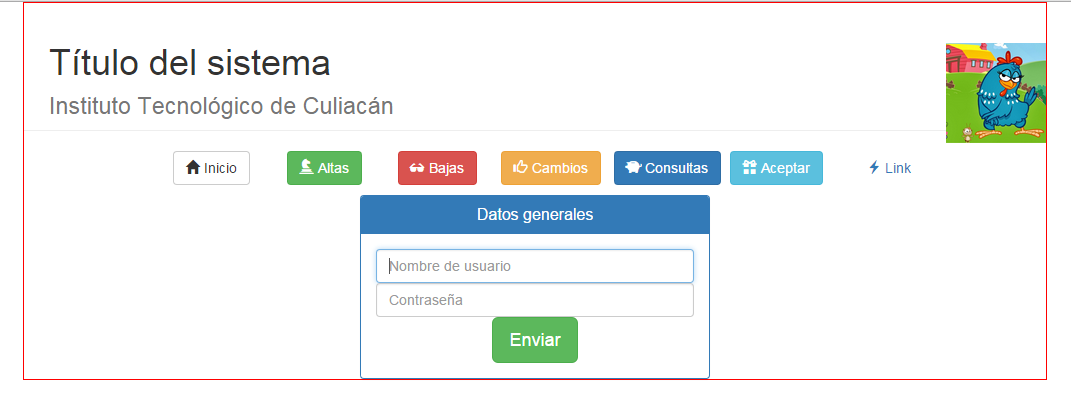 Título del sistema
Instituto Tecnológico de Culiacán
Inicio Altas Bajas Cambios Consultas Aceptar Link
Datos generales
Nombre de usuario
Contraseña
Enviar